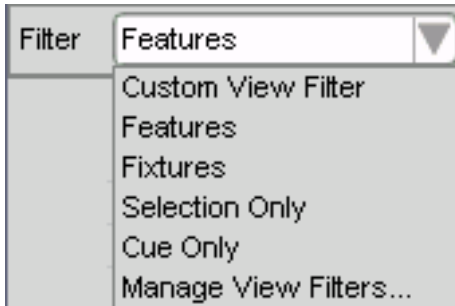 Filter Features
Custom View Filter
Features
Fixtures
Selection Only
Cue Only
Manage View Filters...